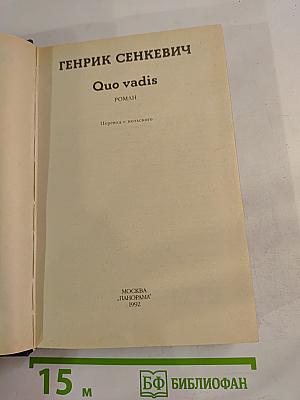 ГЕНРИК СЕНКЕВИЧ
Quo vadis
РОМАН
Перевод с польского
МОСКВА
„ПАНОРАМА"
1992
15 м
БФ БИБЛИОФАН